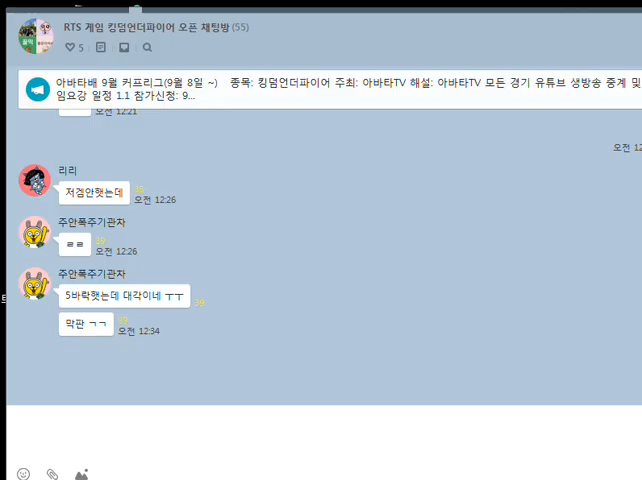 RTS 게임 킹덤언더파이어 오픈 채팅방 (55)
5
아바타배 9월 커프리그(9월 8일 ~) 종목: 킹덤언더파이어 주최: 아바타TV 해설: 아바타TV 모든 경기 유튜브 생방송 중계 및
임요강 일정 1.1 참가신청: 9...
오전 12:21
오전 12
리리
저겜안햇는데
오전 12:26
주안폭주기관차
ㄹㄹ
오전 12:26
주안폭주기관차
5바락햇는데 대각이네 ㅜㅜ
막판 ㄱㄱ
오전 12:34